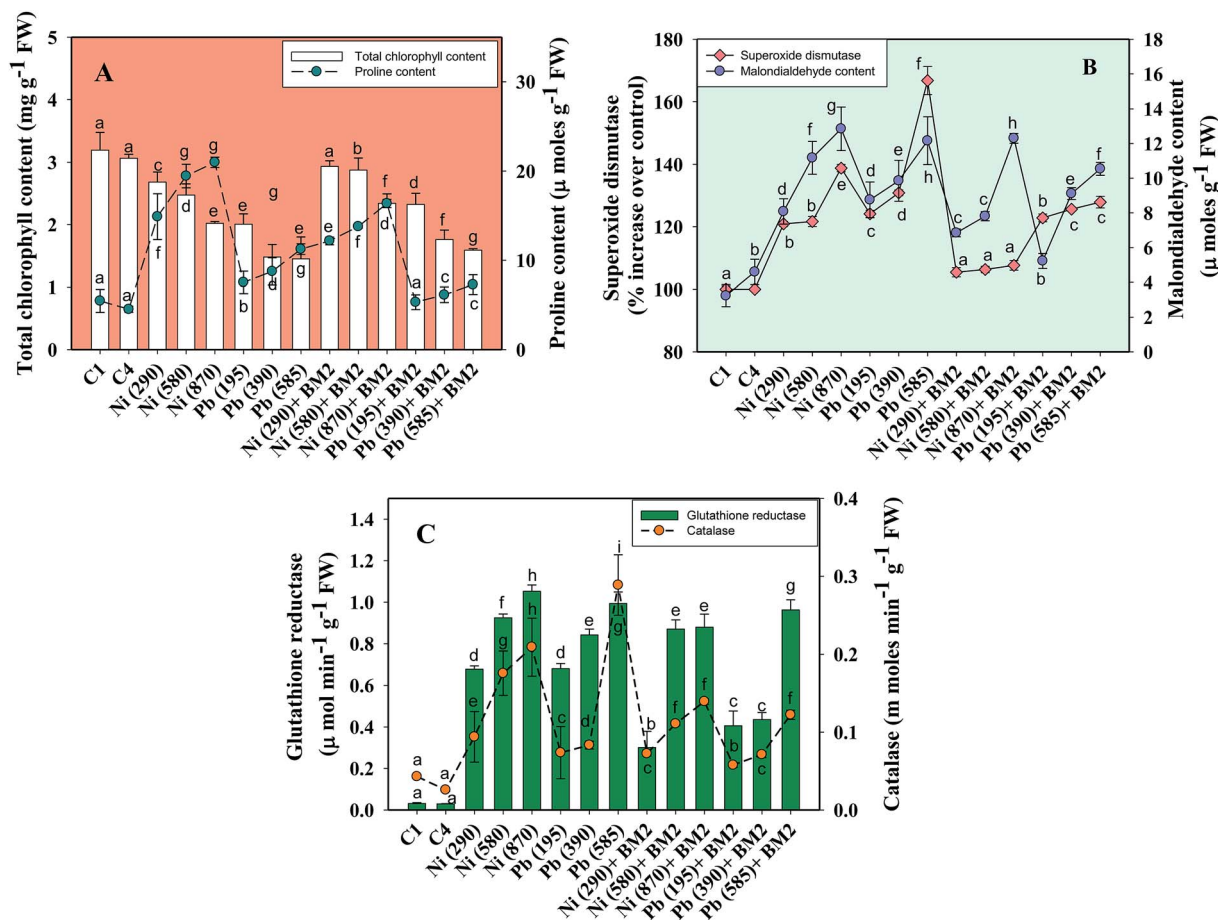 A
Total chlorophyll content
Proline content
Total chlorophyll content (mg g⁻¹ FW)
5
4
3
2
1
0
Proline content (μ moles g⁻¹ FW)
30
20
10
0
a a c g g e g e a a f d f g
a a f d b d g e f d a c c
C1
C4
Ni (290)
Ni (580)
Ni (870)
Pb (195)
Pb (390)
Pb (585)
Ni (290)+ BM2
Ni (580)+ BM2
Ni (870)+ BM2
Pb (195)+ BM2
Pb (390)+ BM2
Pb (585)+ BM2
B
Superoxide dismutase
Malondialdehyde content
Superoxide dismutase
(% increase over control)
180
160
140
120
100
80
Malondialdehyde content
(μ moles g⁻¹ FW)
18
16
14
12
10
8
6
4
2
0
a b d f g d e f c c h b e f
b b e c d h a a a b c c
C1
C4
Ni (290)
Ni (580)
Ni (870)
Pb (195)
Pb (390)
Pb (585)
Ni (290)+ BM2
Ni (580)+ BM2
Ni (870)+ BM2
Pb (195)+ BM2
Pb (390)+ BM2
Pb (585)+ BM2
C
Glutathione reductase
Catalase
Glutathione reductase
(μ mol min⁻¹ g⁻¹ FW)
1.4
1.2
1.0
0.8
0.6
0.4
0.2
0.0
Catalase (m moles min⁻¹ g⁻¹ FW)
0.4
0.3
0.2
0.1
0.0
a a d f h d e i b e e c c g
a a e g h c d g c f f b c f
C1
C4
Ni (290)
Ni (580)
Ni (870)
Pb (195)
Pb (390)
Pb (585)
Ni (290)+ BM2
Ni (580)+ BM2
Ni (870)+ BM2
Pb (195)+ BM2
Pb (390)+ BM2
Pb (585)+ BM2